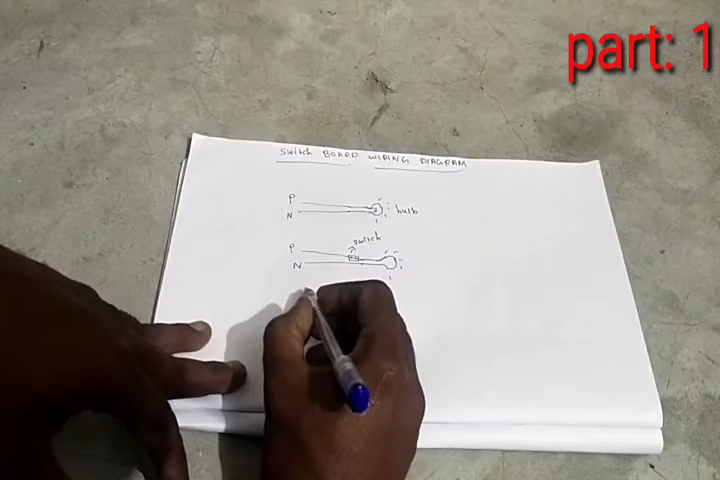 part: 1
Switch BOARD WIRING DIAGRAM
P
N
bulb
switch
P
N